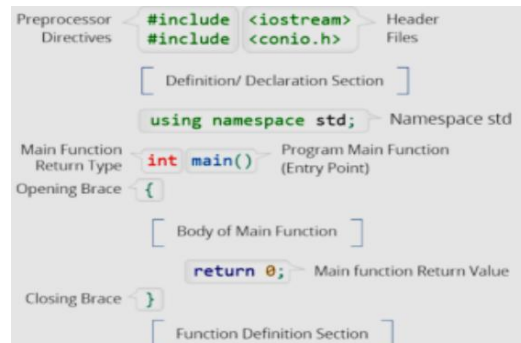 Preprocessor #include <iostream> Header
Directives #include <conio.h> Files
Definition/ Declaration Section
using namespace std; Namespace std
Main Function int main() Program Main Function
Return Type (Entry Point)
Opening Brace {
Body of Main Function
return 0; Main function Return Value
Closing Brace }
Function Definition Section